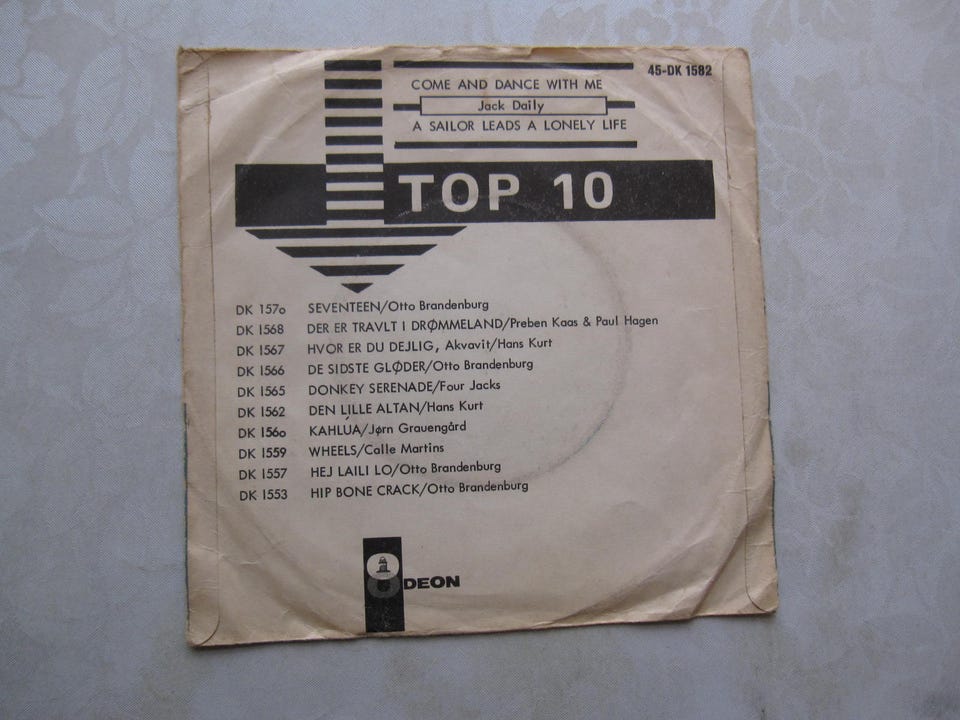 45-DK 1582
COME AND DANCE WITH ME
Jack Daily
A SAILOR LEADS A LONELY LIFE
TOP 10
DK 157o SEVENTEEN/Otto Brandenburg
DK 1568 DER ER TRAVLT I DRØMMELAND/Preben Kaas & Paul Hagen
DK 1567 HVOR ER DU DEJLIG, Akvavit/Hans Kurt
DK 1566 DE SIDSTE GLØDER/Otto Brandenburg
DK 1565 DONKEY SERENADE/Four Jacks
DK 1562 DEN LILLE ALTAN/Hans Kurt
DK 156o KAHLÚA/Jørn Grauengård
DK 1559 WHEELS/Calle Martins
DK 1557 HEJ LAILI LO/Otto Brandenburg
DK 1553 HIP BONE CRACK/Otto Brandenburg
ODEON